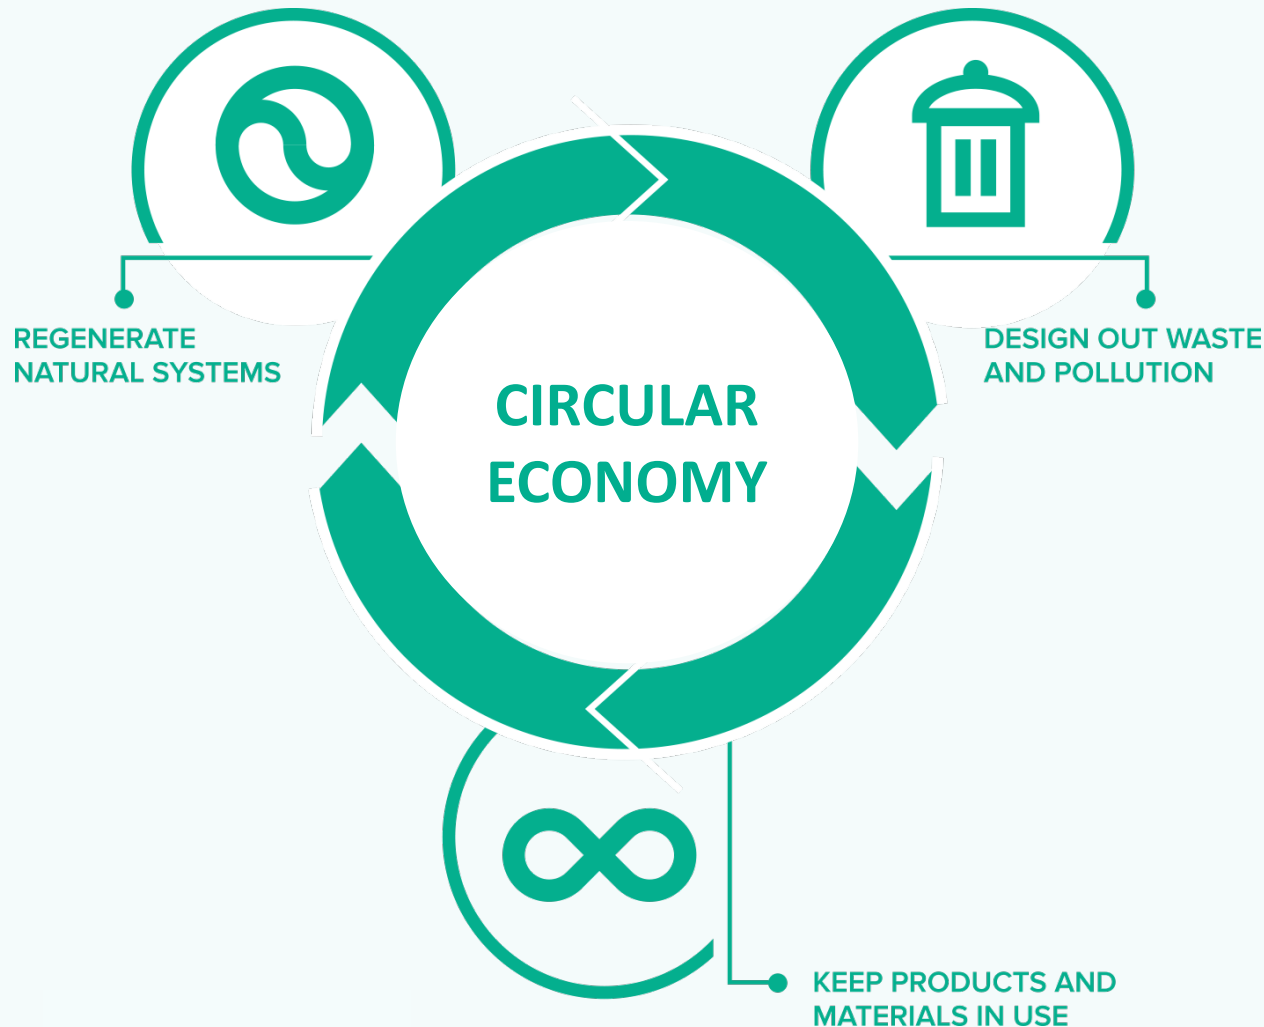 REGENERATE
NATURAL SYSTEMS
DESIGN OUT WASTE
AND POLLUTION
CIRCULAR
ECONOMY
KEEP PRODUCTS AND
MATERIALS IN USE